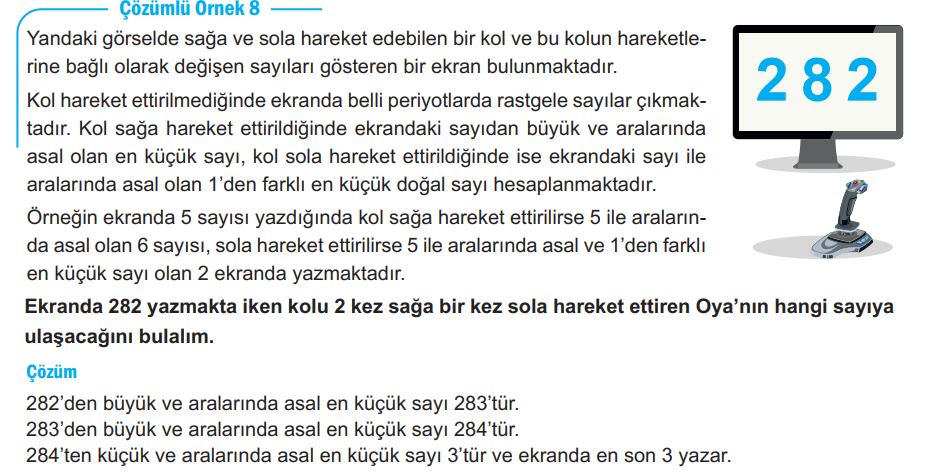 Çözümlü Örnek 8
Yandaki görselde sağa ve sola hareket edebilen bir kol ve bu kolun hareketle-
rine bağlı olarak değişen sayıları gösteren bir ekran bulunmaktadır.
Kol hareket ettirilmediğinde ekranda belli periyotlarda rastgele sayılar çıkmak-
tadır. Kol sağa hareket ettirildiğinde ekrandaki sayıdan büyük ve aralarında
asal olan en küçük sayı, kol sola hareket ettirildiğinde ise ekrandaki sayı ile
aralarında asal olan 1’den farklı en küçük doğal sayı hesaplanmaktadır.
Örneğin ekranda 5 sayısı yazdığında kol sağa hareket ettirilirse 5 ile araların-
da asal olan 6 sayısı, sola hareket ettirilirse 5 ile aralarında asal ve 1’den farklı
en küçük sayı olan 2 ekranda yazmaktadır.
282
Ekranda 282 yazmakta iken kolu 2 kez sağa bir kez sola hareket ettiren Oya’nın hangi sayıya
ulaşacağını bulalım.
Çözüm
282’den büyük ve aralarında asal en küçük sayı 283’tür.
283’den büyük ve aralarında asal en küçük sayı 284’tür.
284’ten küçük ve aralarında asal en küçük sayı 3’tür ve ekranda en son 3 yazar.